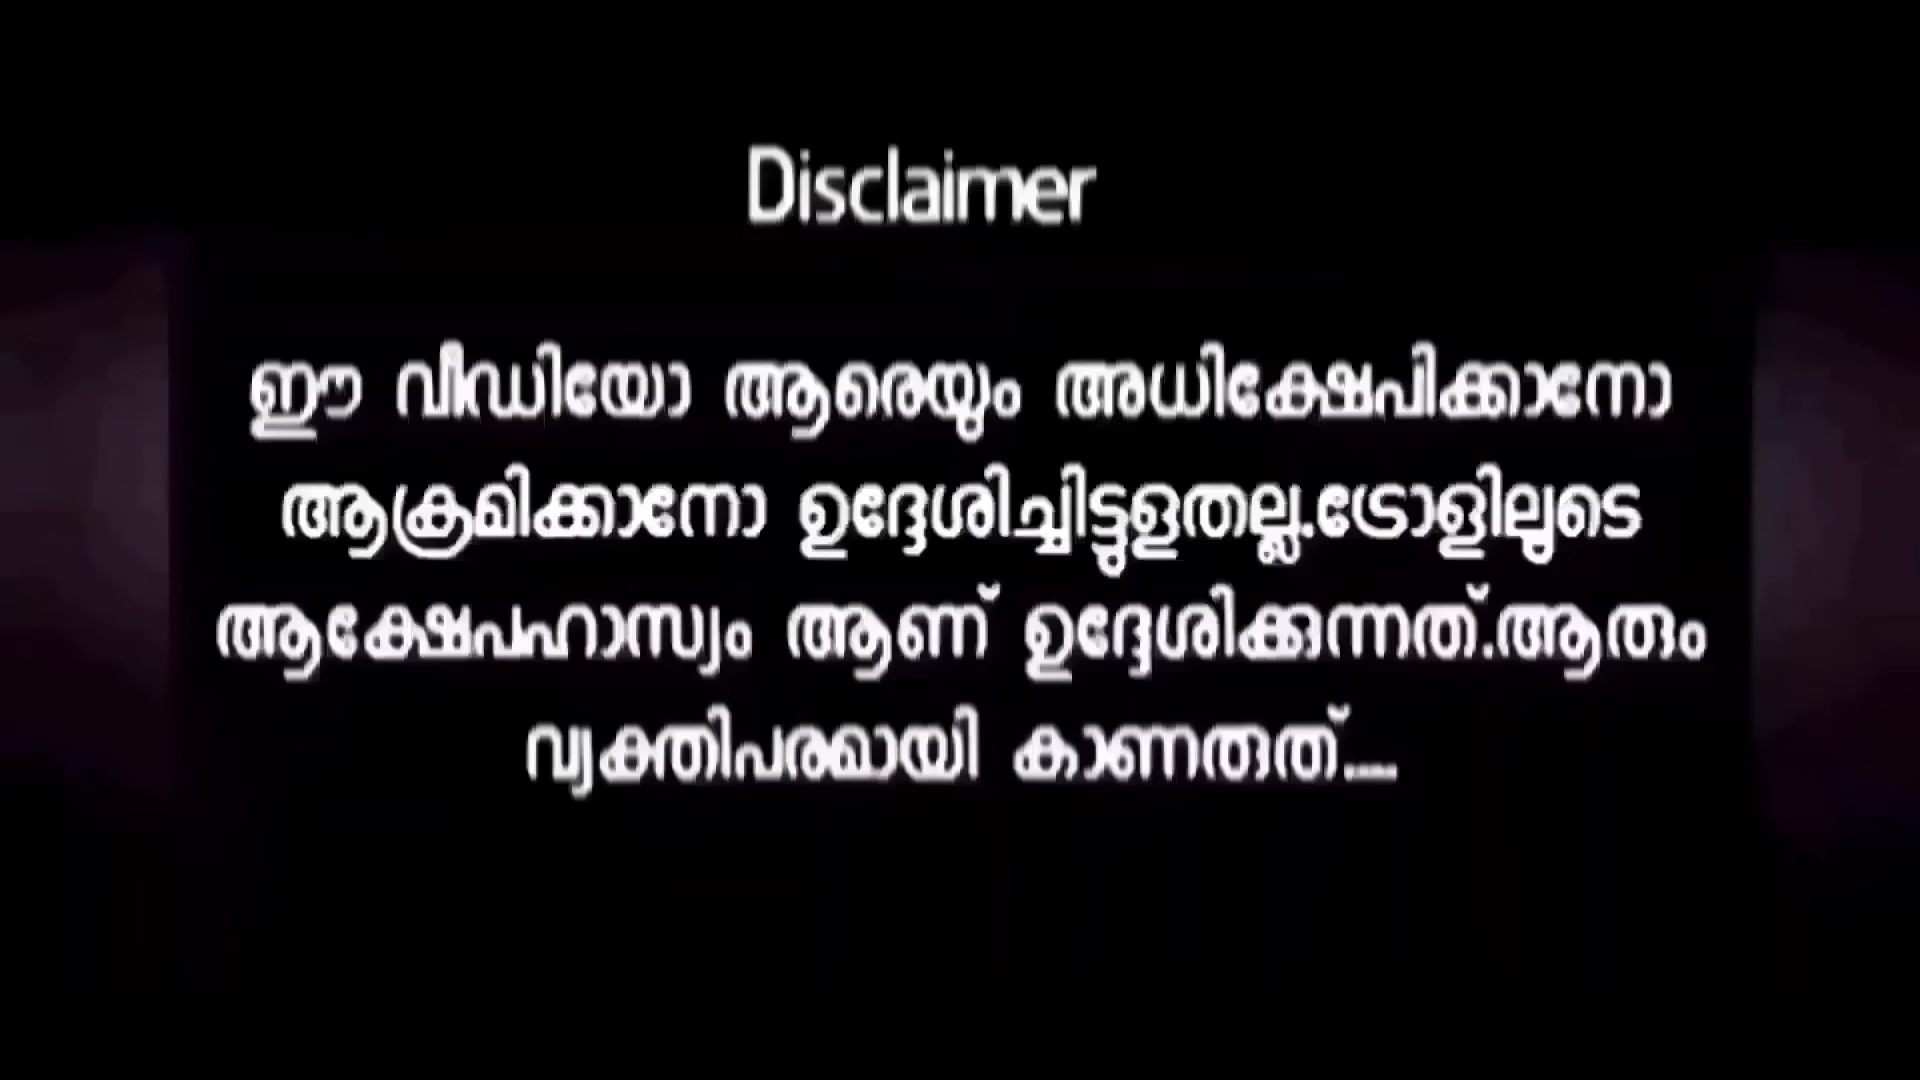 Disclaimer
ഈ വീഡിയോ ആരെയും അധിക്ഷേപിക്കാനോ
ആക്രമിക്കാനോ ഉദ്ദേശിച്ചിട്ടുളതല്ല.ട്രോളിലുടെ
ആക്ഷേപഹാസ്യം ആണ് ഉദ്ദേശിക്കുന്നത്.ആരും
വ്യക്തിപരമായി കാണരുത്....